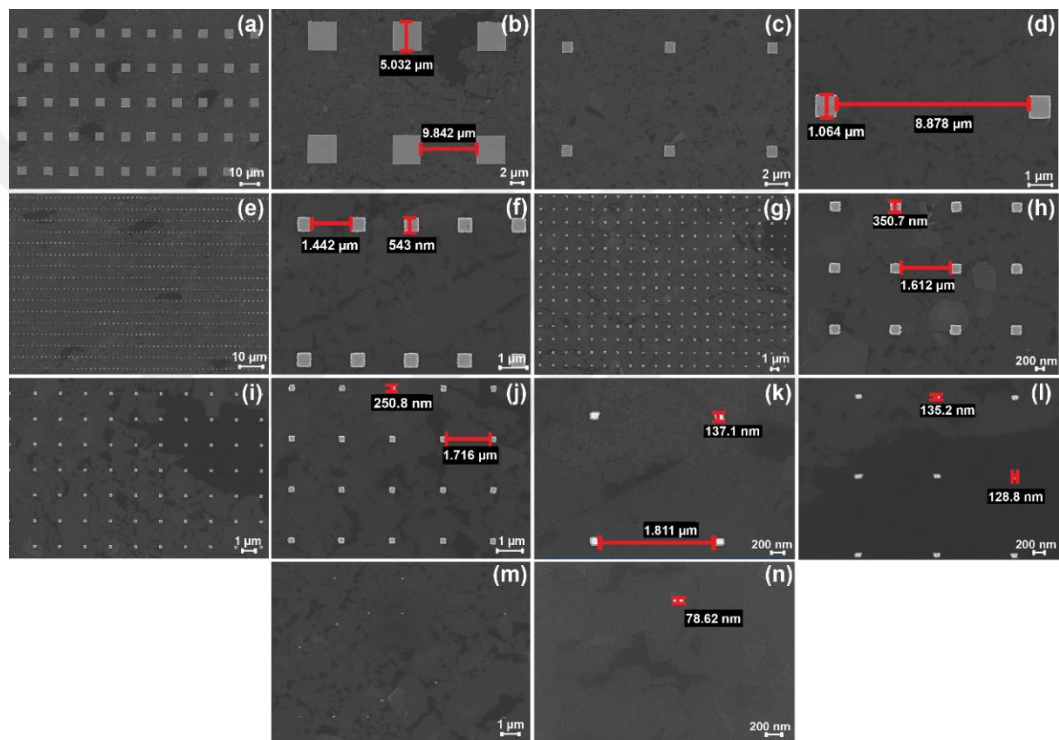 (a)
10 µm
(b)
5.032 µm
9.842 µm
2 µm
(c)
2 µm
(d)
1.064 µm
8.878 µm
1 µm
(e)
10 µm
(f)
1.442 µm
543 nm
1 µm
(g)
1 µm
(h)
350.7 nm
1.612 µm
200 nm
(i)
1 µm
(j)
250.8 nm
1.716 µm
1 µm
(k)
137.1 nm
1.811 µm
200 nm
(l)
135.2 nm
128.8 nm
200 nm
(m)
1 µm
(n)
78.62 nm
200 nm